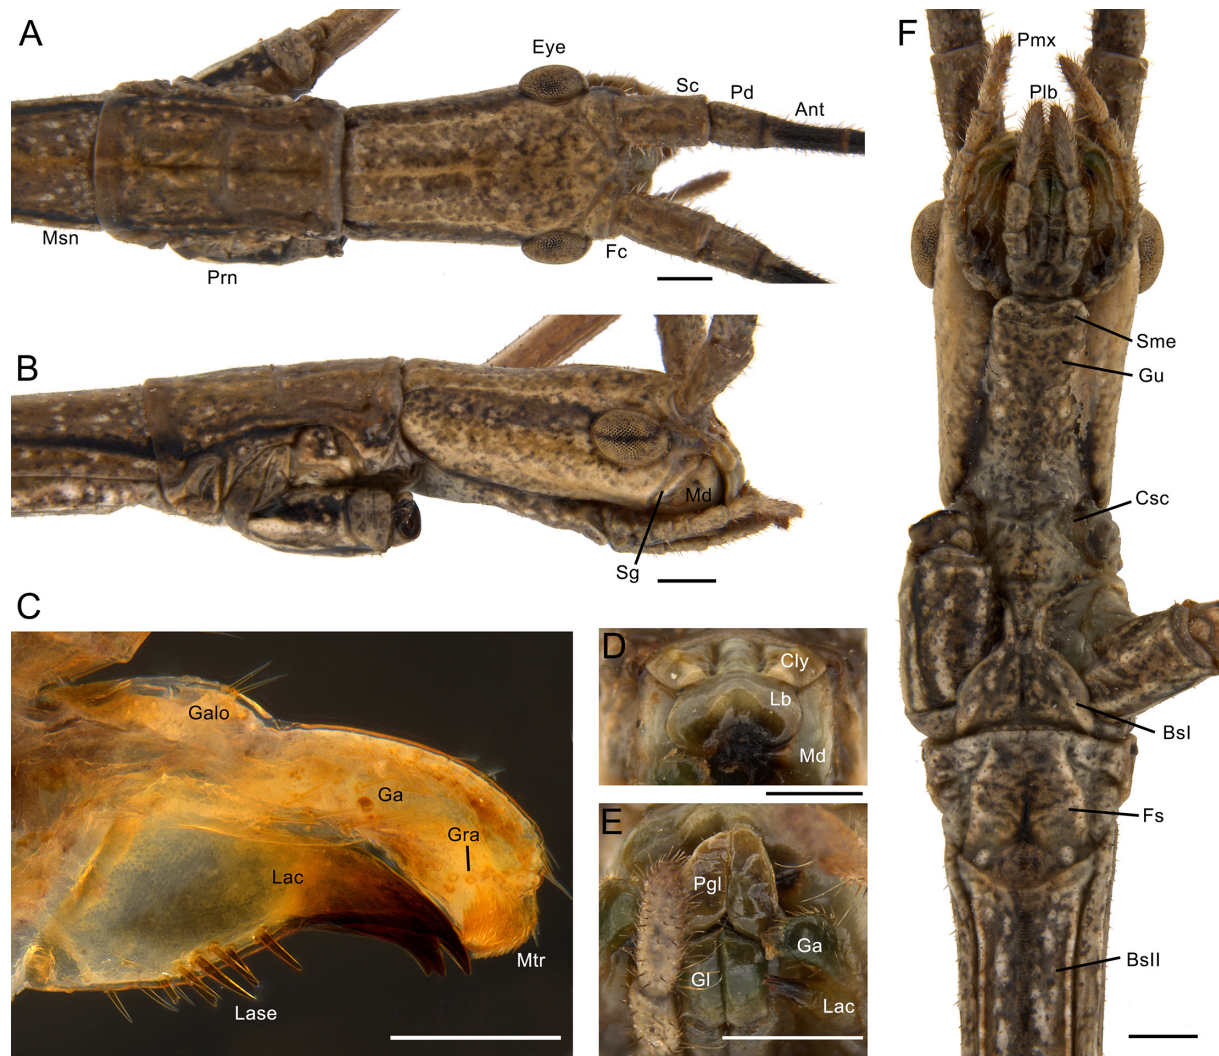 A
Eye
Sc
Pd
Ant
Msn
Prn
Fc
B
Md
Sg
C
Galo
Ga
Gra
Lac
Mtr
Lase
D
Cly
Lb
Md
E
Pgl
Ga
Gl
Lac
F
Pmx
Plb
Sme
Gu
Csc
BsI
Fs
BsII